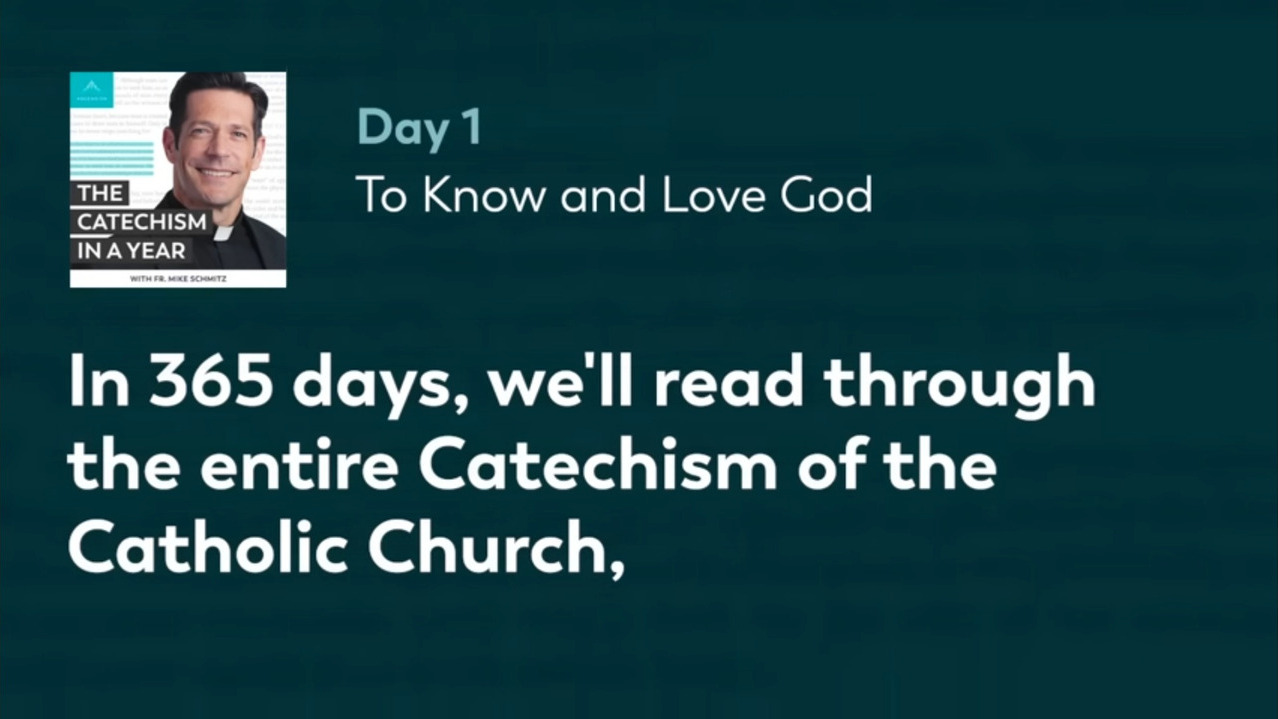 Day 1
To Know and Love God
THE
CATECHISM
IN A YEAR
WITH FR. MIKE SCHMITZ
In 365 days, we'll read through
the entire Catechism of the
Catholic Church,